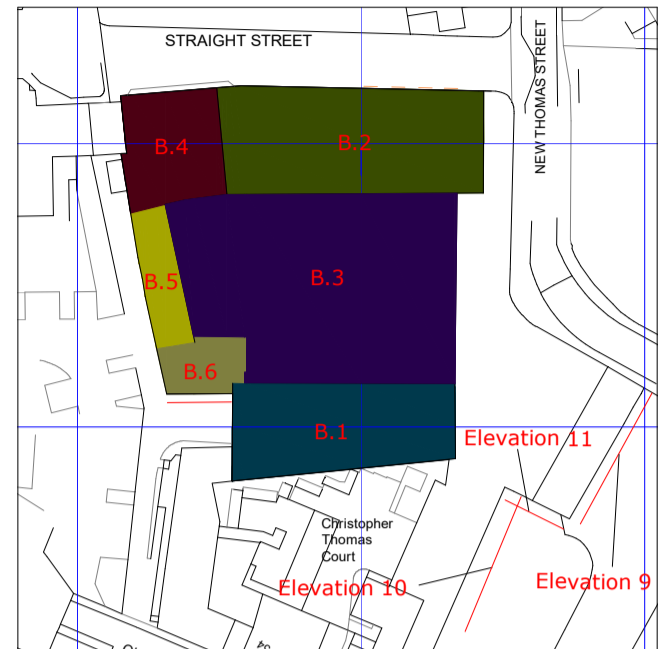 STRAIGHT STREET
NEW THOMAS STREET
B.4
B.2
B.3
B.5
B.6
B.1
Elevation 11
Christopher
Thomas
Court
Elevation 10
Elevation 9